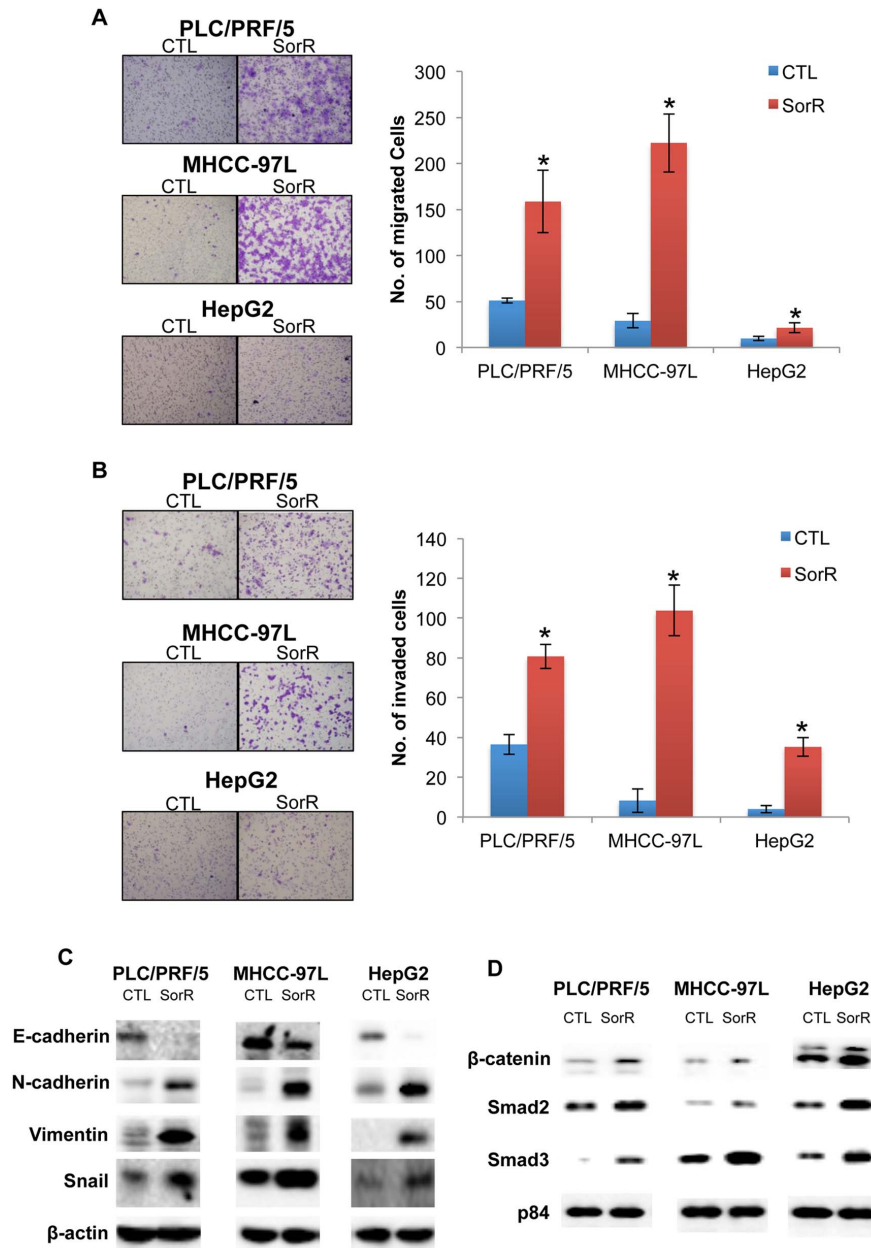 A
PLC/PRF/5
CTL SorR
MHCC-97L
CTL SorR
HepG2
CTL SorR
No. of migrated Cells
300
250
200
150
100
50
0
* * *
PLC/PRF/5 MHCC-97L HepG2
CTL
SorR
B
PLC/PRF/5
CTL SorR
MHCC-97L
CTL SorR
HepG2
CTL SorR
No. of invaded cells
140
120
100
80
60
40
20
0
* * *
PLC/PRF/5 MHCC-97L HepG2
CTL
SorR
C
PLC/PRF/5 MHCC-97L HepG2
CTL SorR CTL SorR CTL SorR
E-cadherin
N-cadherin
Vimentin
Snail
β-actin
D
PLC/PRF/5 MHCC-97L HepG2
CTL SorR CTL SorR CTL SorR
β-catenin
Smad2
Smad3
p84